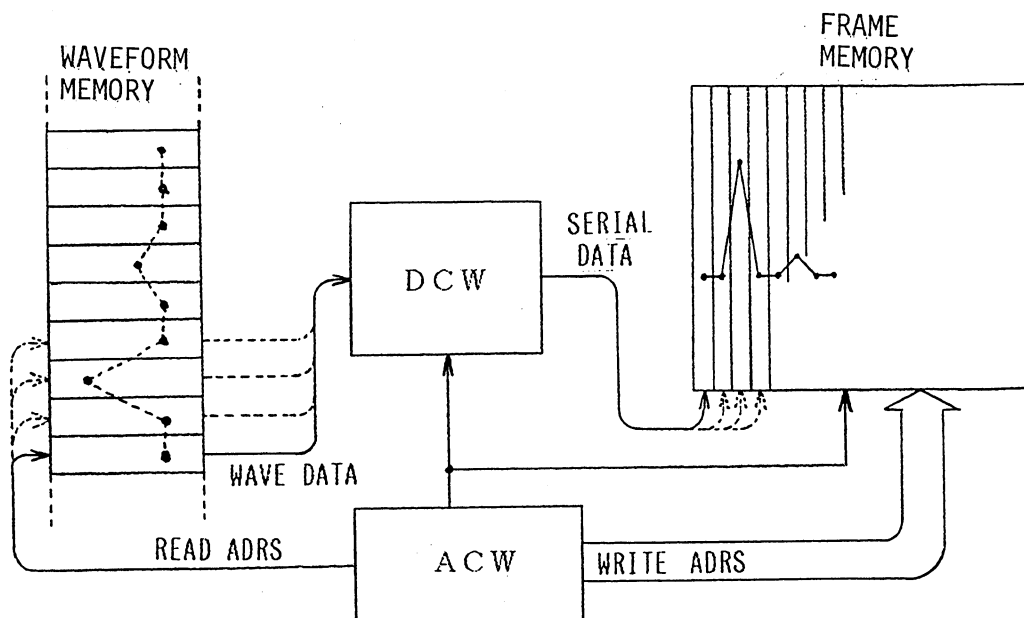 WAVEFORM
MEMORY
FRAME
MEMORY
SERIAL
DATA
DCW
WAVE DATA
READ ADRS
ACW
WRITE ADRS